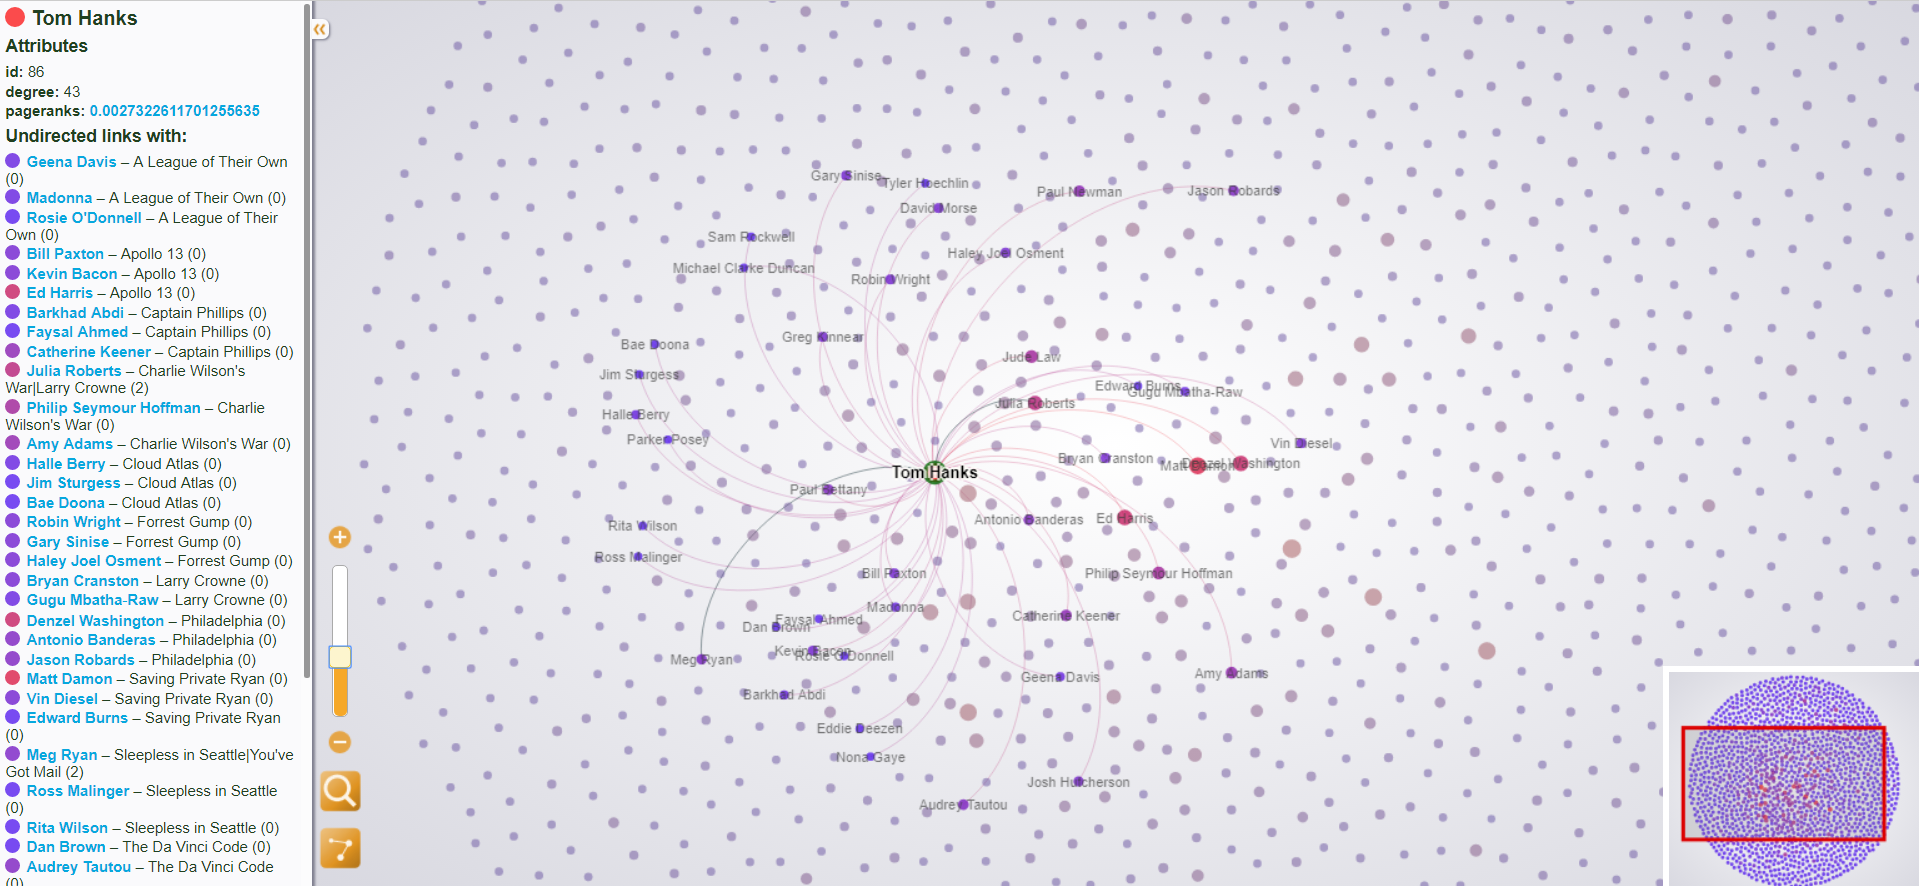 Tom Hanks
Attributes
id: 86
degree: 43
pageranks: 0.0027322611701255635
Undirected links with:
Geena Davis – A League of Their Own
(0)
Madonna – A League of Their Own (0)
Rosie O'Donnell – A League of Their
Own (0)
Bill Paxton – Apollo 13 (0)
Kevin Bacon – Apollo 13 (0)
Ed Harris – Apollo 13 (0)
Barkhad Abdi – Captain Phillips (0)
Faysal Ahmed – Captain Phillips (0)
Catherine Keener – Captain Phillips (0)
Julia Roberts – Charlie Wilson's
War|Larry Crowne (2)
Philip Seymour Hoffman – Charlie
Wilson's War (0)
Amy Adams – Charlie Wilson's War (0)
Halle Berry – Cloud Atlas (0)
Jim Sturgess – Cloud Atlas (0)
Bae Doona – Cloud Atlas (0)
Robin Wright – Forrest Gump (0)
Gary Sinise – Forrest Gump (0)
Haley Joel Osment – Forrest Gump (0)
Bryan Cranston – Larry Crowne (0)
Gugu Mbatha-Raw – Larry Crowne (0)
Denzel Washington – Philadelphia (0)
Antonio Banderas – Philadelphia (0)
Jason Robards – Philadelphia (0)
Matt Damon – Saving Private Ryan (0)
Vin Diesel – Saving Private Ryan (0)
Edward Burns – Saving Private Ryan
(0)
Meg Ryan – Sleepless in Seattle|You've
Got Mail (2)
Ross Malinger – Sleepless in Seattle
(0)
Rita Wilson – Sleepless in Seattle (0)
Dan Brown – The Da Vinci Code (0)
Audrey Tautou – The Da Vinci Code
(0)
«
Gary Sinise
Tyler Hoechlin
Paul Newman
Jason Robards
David Morse
Sam Rockwell
Haley Joel Osment
Michael Clarke Duncan
Robin Wright
Greg Kinnear
Bae Doona
Jude Law
Jim Sturgess
Edward Burns
Gugu Mbatha-Raw
Julia Roberts
Halle Berry
Parker Posey
Vin Diesel
Bryan Cranston
Matt Damon
Denzel Washington
Tom Hanks
Paul Bettany
Antonio Banderas
Ed Harris
Rita Wilson
Ross Malinger
Bill Paxton
Philip Seymour Hoffman
Madonna
Catherine Keener
Faysal Ahmed
Dan Brown
Kevin Bacon
Rosie O'Donnell
Meg Ryan
Geena Davis
Amy Adams
Barkhad Abdi
Eddie Deezen
Nona Gaye
Josh Hutcherson
Audrey Tautou